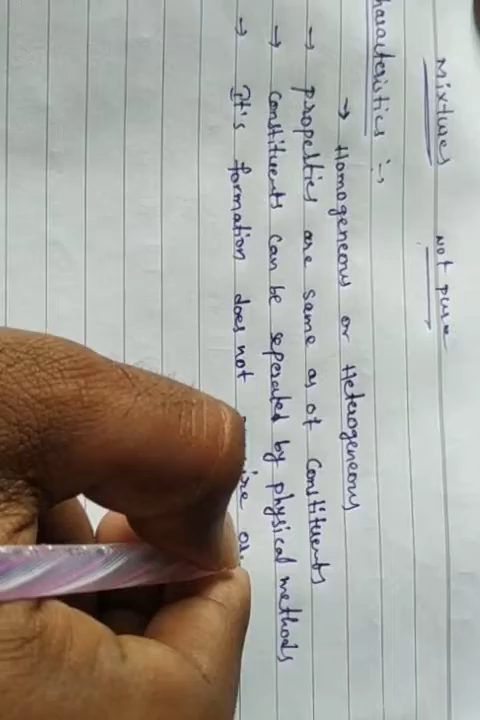 Mixtures not pure
haracteristics :-
→ Homogeneous or Heterogeneous
→ properties are same as of constituents
→ constituents can be seperated by physical methods
→ It's formation does not